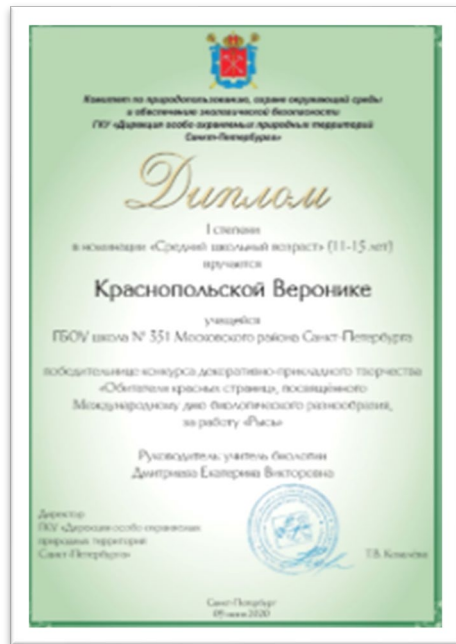 Комитет по природопользованию, охране окружающей среды
и обеспечению экологической безопасности
ГКУ «Дирекция особо охраняемых природных территорий
Санкт-Петербурга»
Диплом
I степени
в номинации «Средний школьный возраст» (11-15 лет)
вручается
Краснопольской Веронике
учащейся
ГБОУ школа № 351 Московского района Санкт-Петербурга
победительнице конкурса декоративно-прикладного творчества
«Обитатели красных страниц», посвящённого
Международному дню биологического разнообразия,
за работу «Рысь»
Руководитель: учитель биологии
Дмитриева Екатерина Викторовна
Директор
ГКУ «Дирекция особо охраняемых
природных территорий
Санкт-Петербурга»
Т.В.
Санкт-Петербург
2020